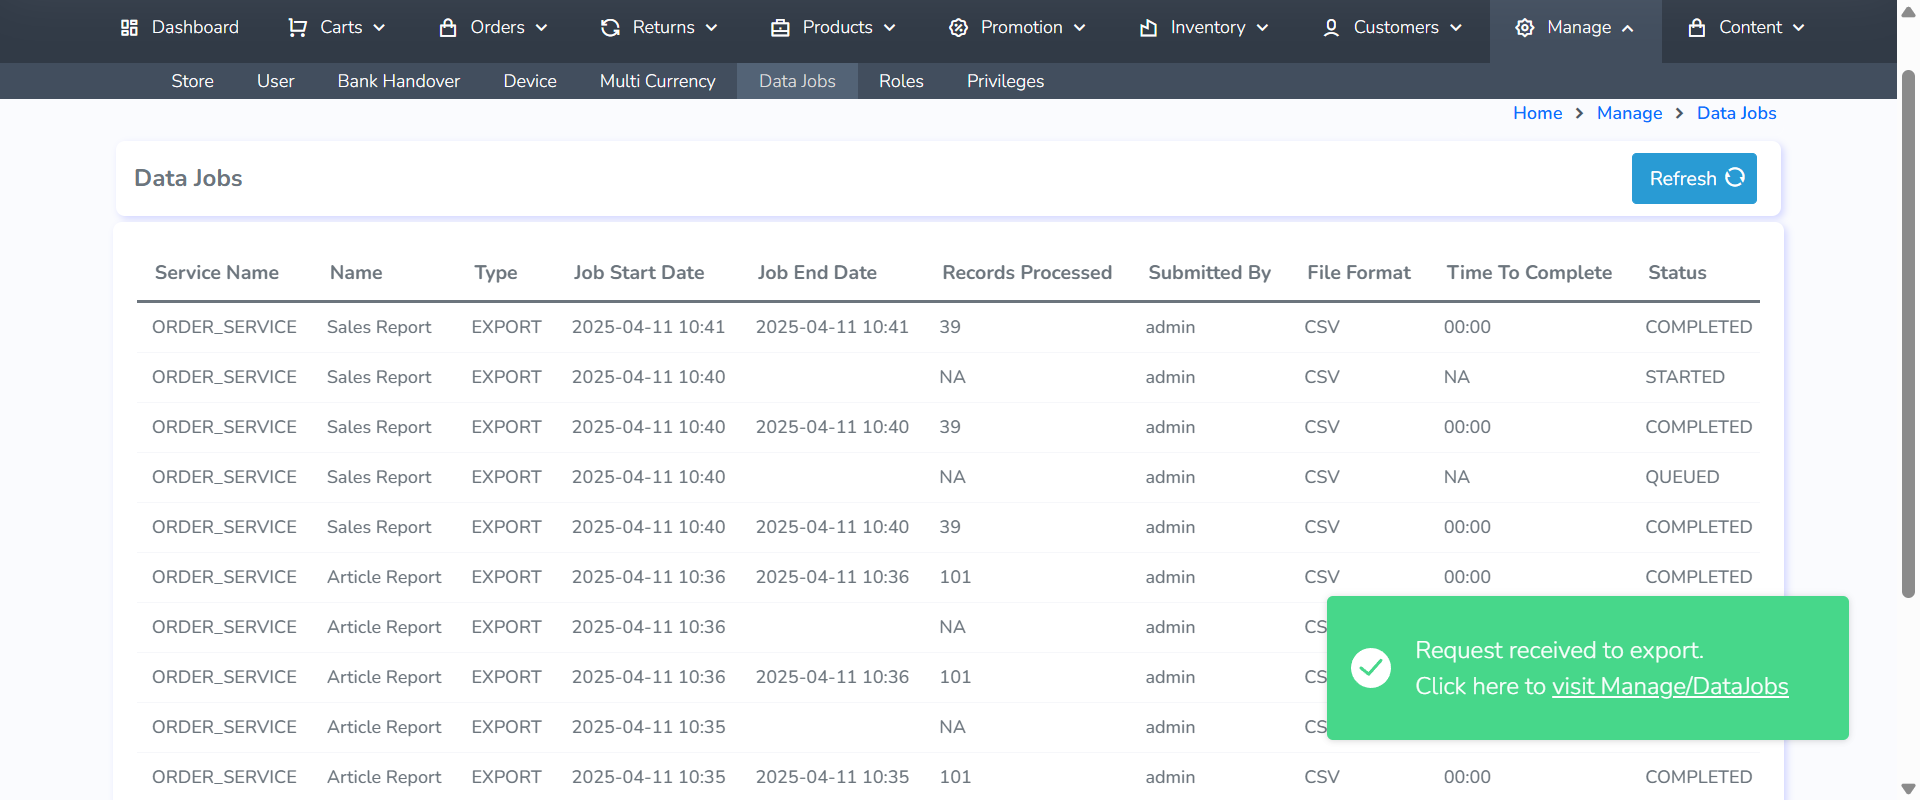 Dashboard Carts Orders Returns Products Promotion Inventory Customers Manage Content
Store User Bank Handover Device Multi Currency Data Jobs Roles Privileges
Home > Manage > Data Jobs
Data Jobs Refresh
Service Name Name Type Job Start Date Job End Date Records Processed Submitted By File Format Time To Complete Status
ORDER_SERVICE Sales Report EXPORT 2025-04-11 10:41 2025-04-11 10:41 39 admin CSV 00:00 COMPLETED
ORDER_SERVICE Sales Report EXPORT 2025-04-11 10:40 NA admin CSV NA STARTED
ORDER_SERVICE Sales Report EXPORT 2025-04-11 10:40 2025-04-11 10:40 39 admin CSV 00:00 COMPLETED
ORDER_SERVICE Sales Report EXPORT 2025-04-11 10:40 NA admin CSV NA QUEUED
ORDER_SERVICE Sales Report EXPORT 2025-04-11 10:40 2025-04-11 10:40 39 admin CSV 00:00 COMPLETED
ORDER_SERVICE Article Report EXPORT 2025-04-11 10:36 2025-04-11 10:36 101 admin CSV 00:00 COMPLETED
ORDER_SERVICE Article Report EXPORT 2025-04-11 10:36 NA admin CS
ORDER_SERVICE Article Report EXPORT 2025-04-11 10:36 2025-04-11 10:36 101 admin CS
ORDER_SERVICE Article Report EXPORT 2025-04-11 10:35 NA admin CS
ORDER_SERVICE Article Report EXPORT 2025-04-11 10:35 2025-04-11 10:35 101 admin CSV 00:00 COMPLETED
Request received to export.
Click here to visit Manage/DataJobs